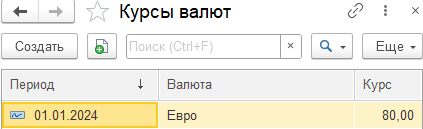 Курсы валют
Создать Поиск (Ctrl+F) × Еще
Период ↓ Валюта Курс
01.01.2024 Евро 80,00